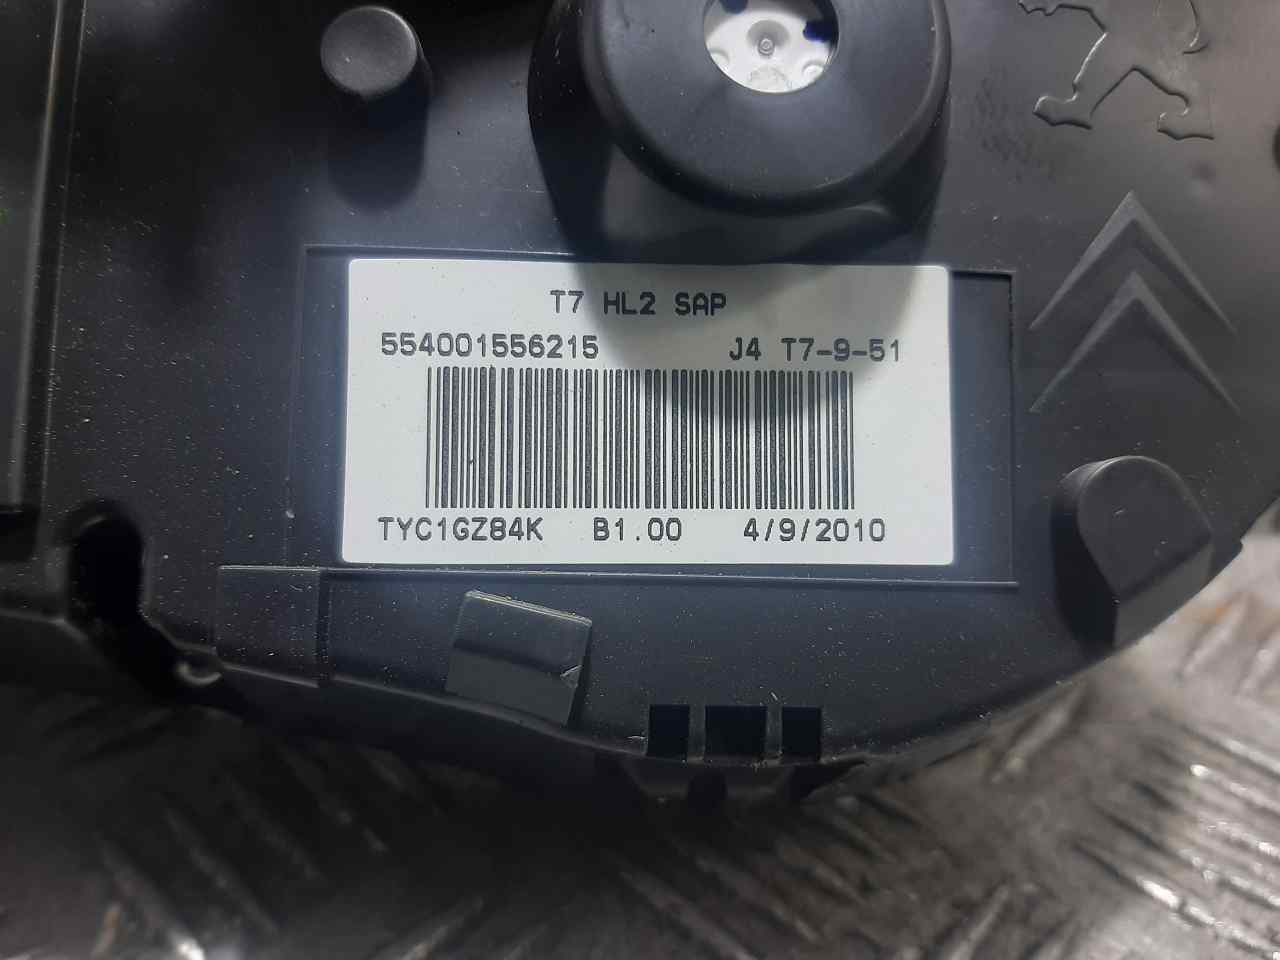 T7 HL2 SAP
554001556215 J4 T7-9-51
TYC1GZ84K B1.00 4/9/2010